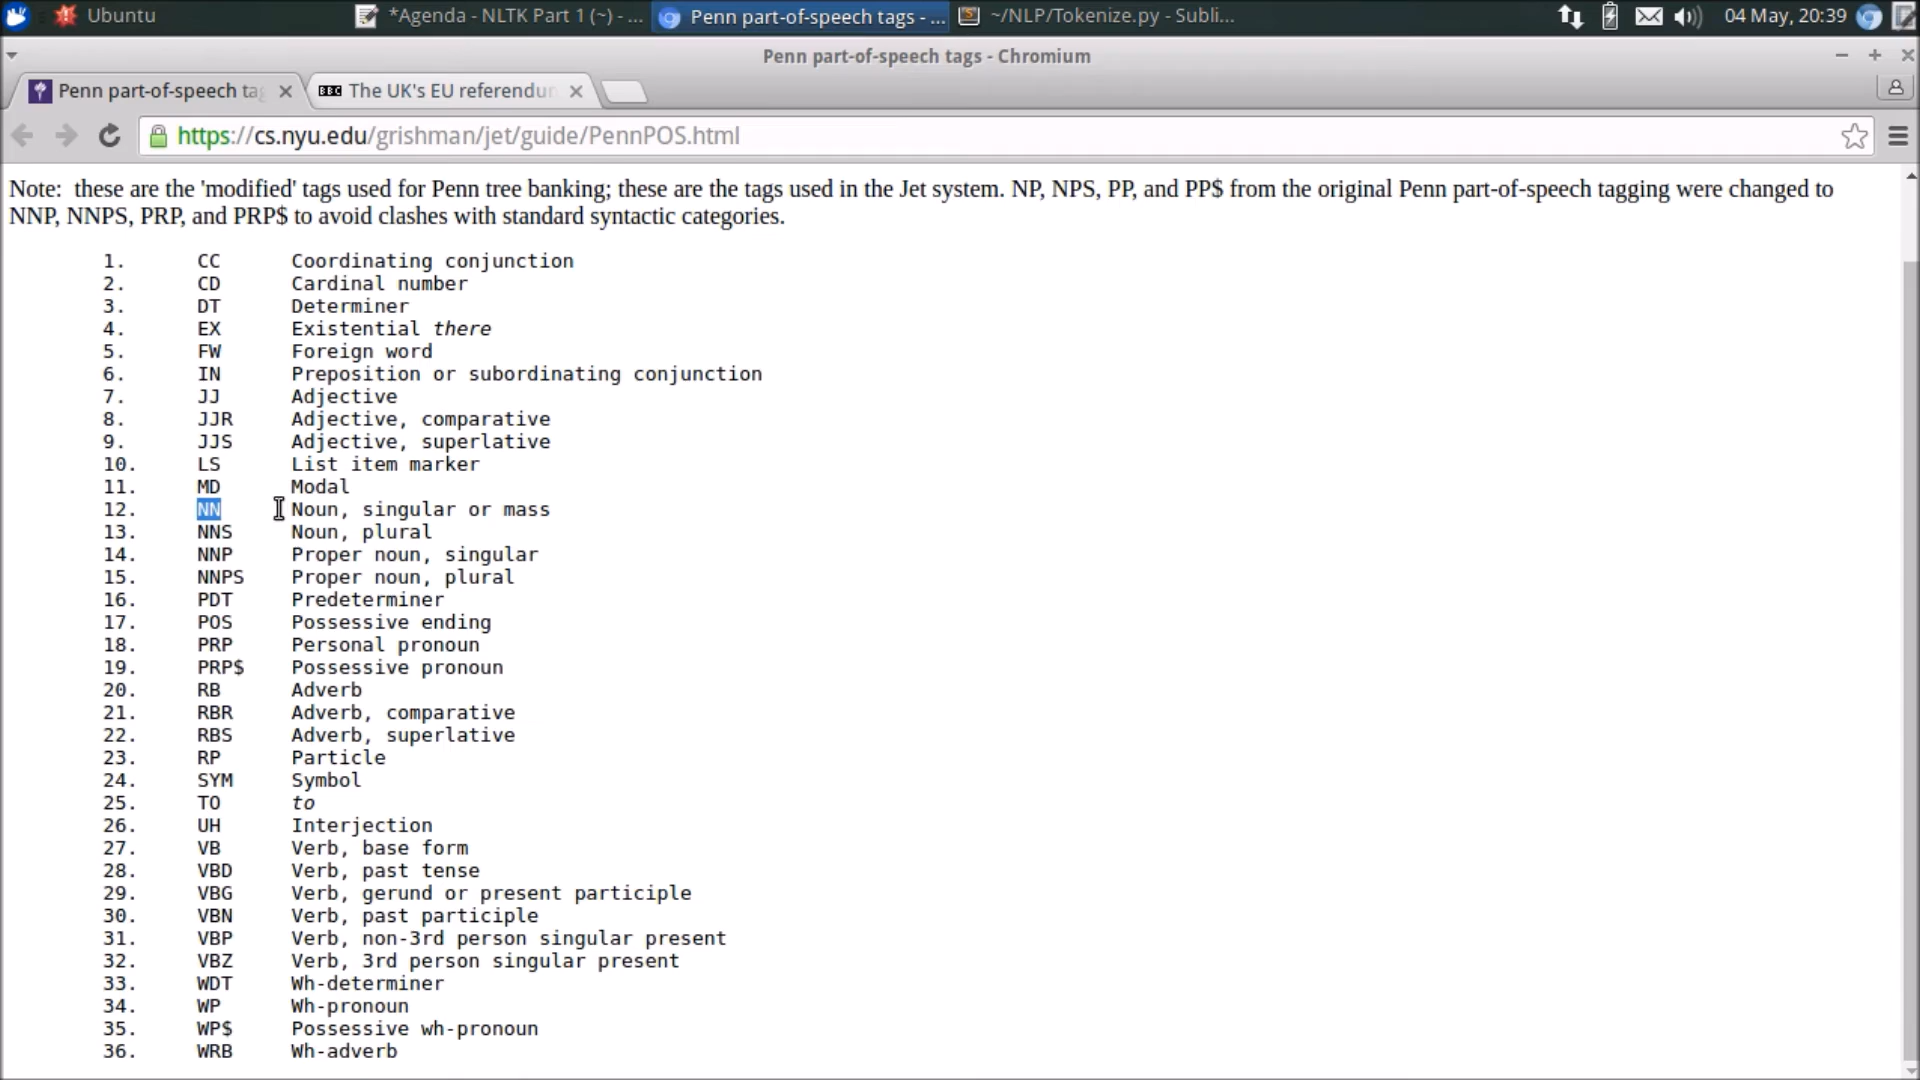 Ubuntu *Agenda - NLTK Part 1 (~) - ... Penn part-of-speech tags - ... ~/NLP/Tokenize.py - Subli... 04 May, 20:39
Penn part-of-speech tags - Chromium
Penn part-of-speech tag BBC The UK's EU referendum
https://cs.nyu.edu/grishman/jet/guide/PennPOS.html
Note: these are the 'modified' tags used for Penn tree banking; these are the tags used in the Jet system. NP, NPS, PP, and PP$ from the original Penn part-of-speech tagging were changed to
NNP, NNPS, PRP, and PRP$ to avoid clashes with standard syntactic categories.
1. CC Coordinating conjunction
2. CD Cardinal number
3. DT Determiner
4. EX Existential there
5. FW Foreign word
6. IN Preposition or subordinating conjunction
7. JJ Adjective
8. JJR Adjective, comparative
9. JJS Adjective, superlative
10. LS List item marker
11. MD Modal
12. NN Noun, singular or mass
13. NNS Noun, plural
14. NNP Proper noun, singular
15. NNPS Proper noun, plural
16. PDT Predeterminer
17. POS Possessive ending
18. PRP Personal pronoun
19. PRP$ Possessive pronoun
20. RB Adverb
21. RBR Adverb, comparative
22. RBS Adverb, superlative
23. RP Particle
24. SYM Symbol
25. TO to
26. UH Interjection
27. VB Verb, base form
28. VBD Verb, past tense
29. VBG Verb, gerund or present participle
30. VBN Verb, past participle
31. VBP Verb, non-3rd person singular present
32. VBZ Verb, 3rd person singular present
33. WDT Wh-determiner
34. WP Wh-pronoun
35. WP$ Possessive wh-pronoun
36. WRB Wh-adverb